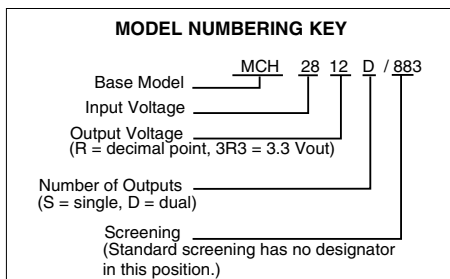 MODEL NUMBERING KEY
MCH 28 12 D / 883
Base Model
Input Voltage
Output Voltage
(R = decimal point, 3R3 = 3.3 Vout)
Number of Outputs
(S = single, D = dual)
Screening
(Standard screening has no designator
in this position.)